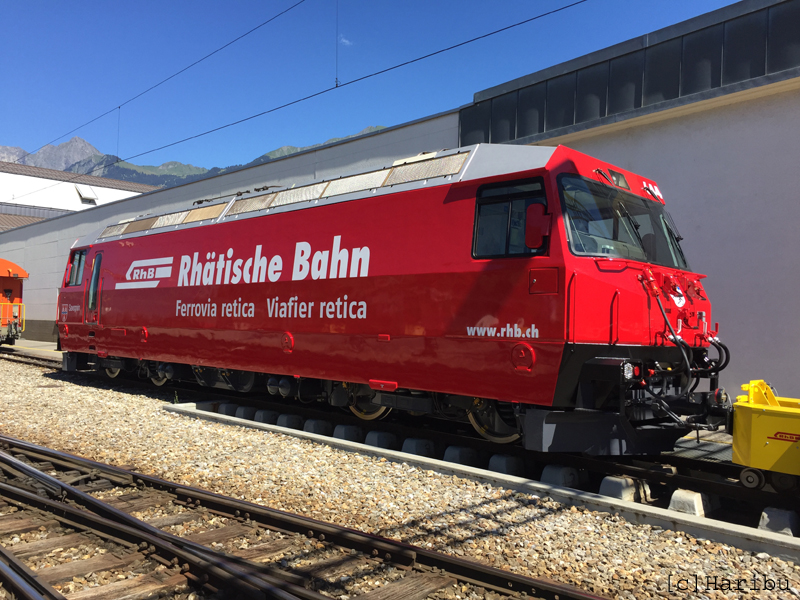 RhB
Rhätische Bahn
Ferrovia retica Viafier retica
www.rhb.ch
[c]Haribu